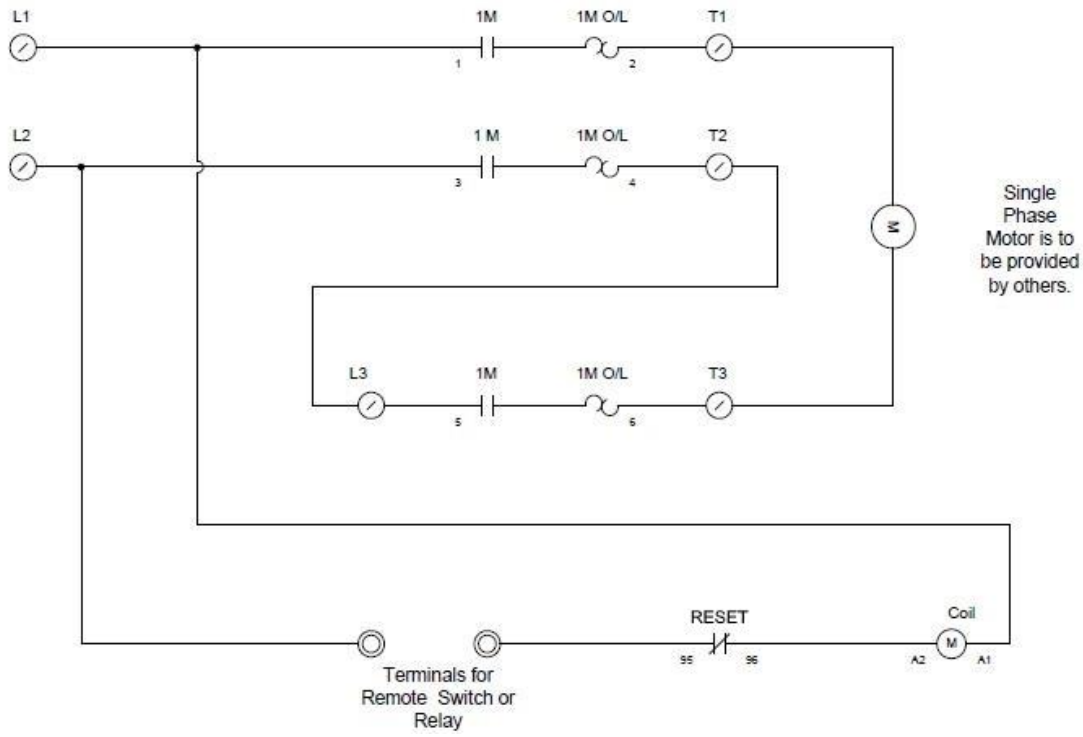 L1
1M
1M O/L
T1
1
2
L2
1 M
1M O/L
T2
3
4
M
Single
Phase
Motor is to
be provided
by others.
L3
1M
1M O/L
T3
5
6
RESET
Coil
95
96
A2
M
A1
Terminals for
Remote Switch or
Relay